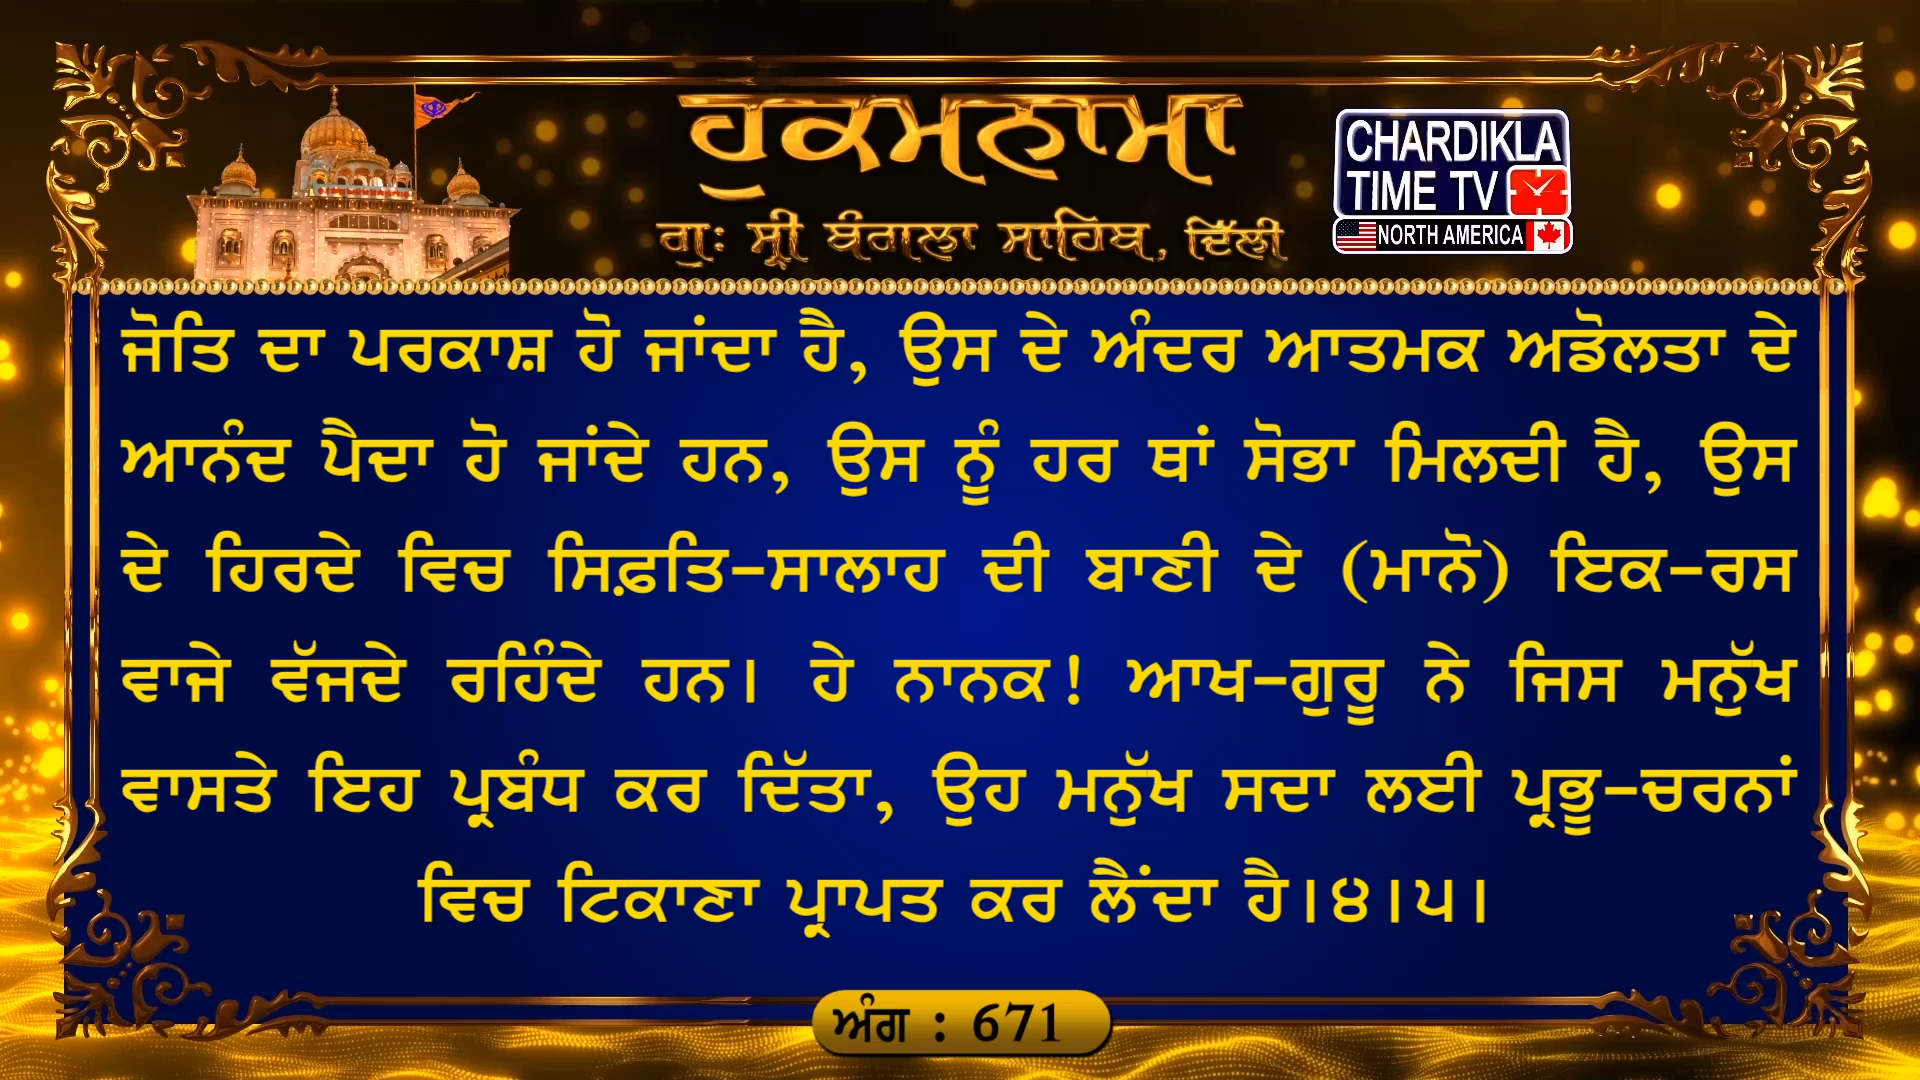 ਹੁਕਮਨਾਮਾ
ਗੁਃ ਸ੍ਰੀ ਬੰਗਲਾ ਸਾਹਿਬ, ਦਿੱਲੀ
CHARDIKLA
TIME TV
NORTH AMERICA
ਜੋਤਿ ਦਾ ਪਰਕਾਸ਼ ਹੋ ਜਾਂਦਾ ਹੈ, ਉਸ ਦੇ ਅੰਦਰ ਆਤਮਕ ਅਡੋਲਤਾ ਦੇ
ਆਨੰਦ ਪੈਦਾ ਹੋ ਜਾਂਦੇ ਹਨ, ਉਸ ਨੂੰ ਹਰ ਥਾਂ ਸੋਭਾ ਮਿਲਦੀ ਹੈ, ਉਸ
ਦੇ ਹਿਰਦੇ ਵਿਚ ਸਿਫ਼ਤਿ-ਸਾਲਾਹ ਦੀ ਬਾਣੀ ਦੇ (ਮਾਨੋ) ਇਕ-ਰਸ
ਵਾਜੇ ਵੱਜਦੇ ਰਹਿੰਦੇ ਹਨ। ਹੇ ਨਾਨਕ! ਆਖ-ਗੁਰੂ ਨੇ ਜਿਸ ਮਨੁੱਖ
ਵਾਸਤੇ ਇਹ ਪ੍ਰਬੰਧ ਕਰ ਦਿੱਤਾ, ਉਹ ਮਨੁੱਖ ਸਦਾ ਲਈ ਪ੍ਰਭੂ-ਚਰਨਾਂ
ਵਿਚ ਟਿਕਾਣਾ ਪ੍ਰਾਪਤ ਕਰ ਲੈਂਦਾ ਹੈ।੪।੫।
ਅੰਗ : 671